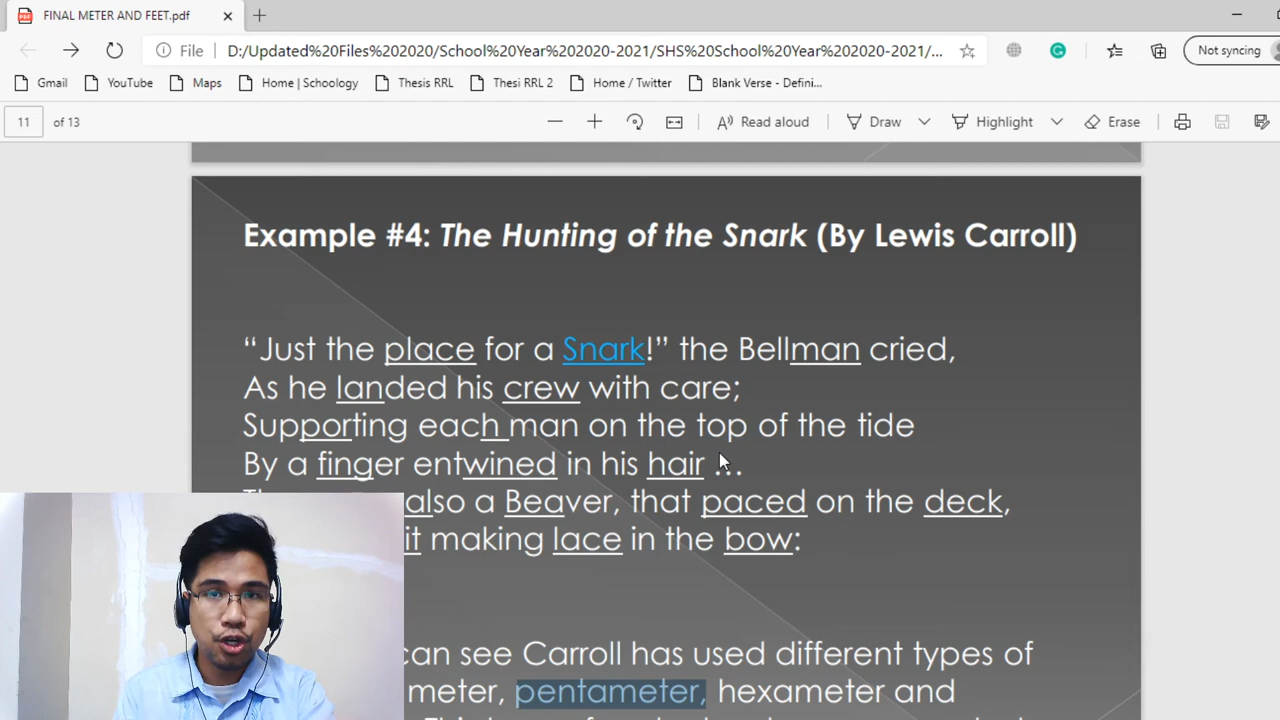 FINAL METER AND FEET.pdf
File D:/Updated%20Files%202020/School%20Year%202020-2021/SHS%20School%20Year%202020-2021/... Not syncing
Gmail YouTube Maps Home | Schoology Thesis RRL Thesi RRL 2 Home / Twitter Blank Verse - Defini...
11 of 13 Read aloud Draw Highlight Erase
Example #4: The Hunting of the Snark (By Lewis Carroll)
“Just the place for a Snark!” the Bellman cried,
As he landed his crew with care;
Supporting each man on the top of the tide
By a finger entwined in his hair ...
also a Beaver, that paced on the deck,
it making lace in the bow:
can see Carroll has used different types of
meter, pentameter, hexameter and